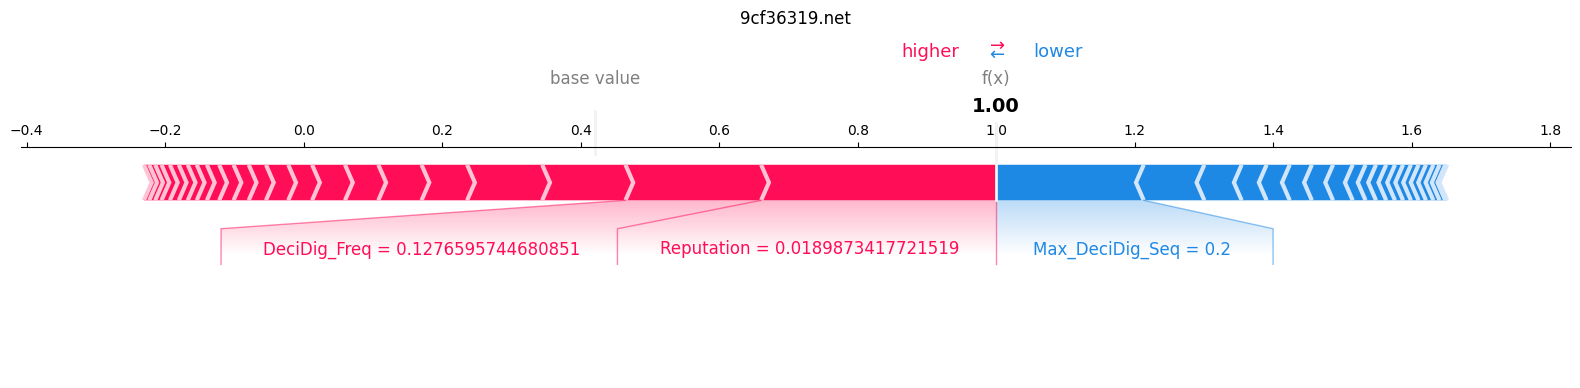 9cf36319.net
higher → ← lower
base value f(x)
1.00
−0.4 −0.2 0.0 0.2 0.4 0.6 0.8 1.0 1.2 1.4 1.6 1.8
DeciDig_Freq = 0.1276595744680851 Reputation = 0.0189873417721519 Max_DeciDig_Seq = 0.2